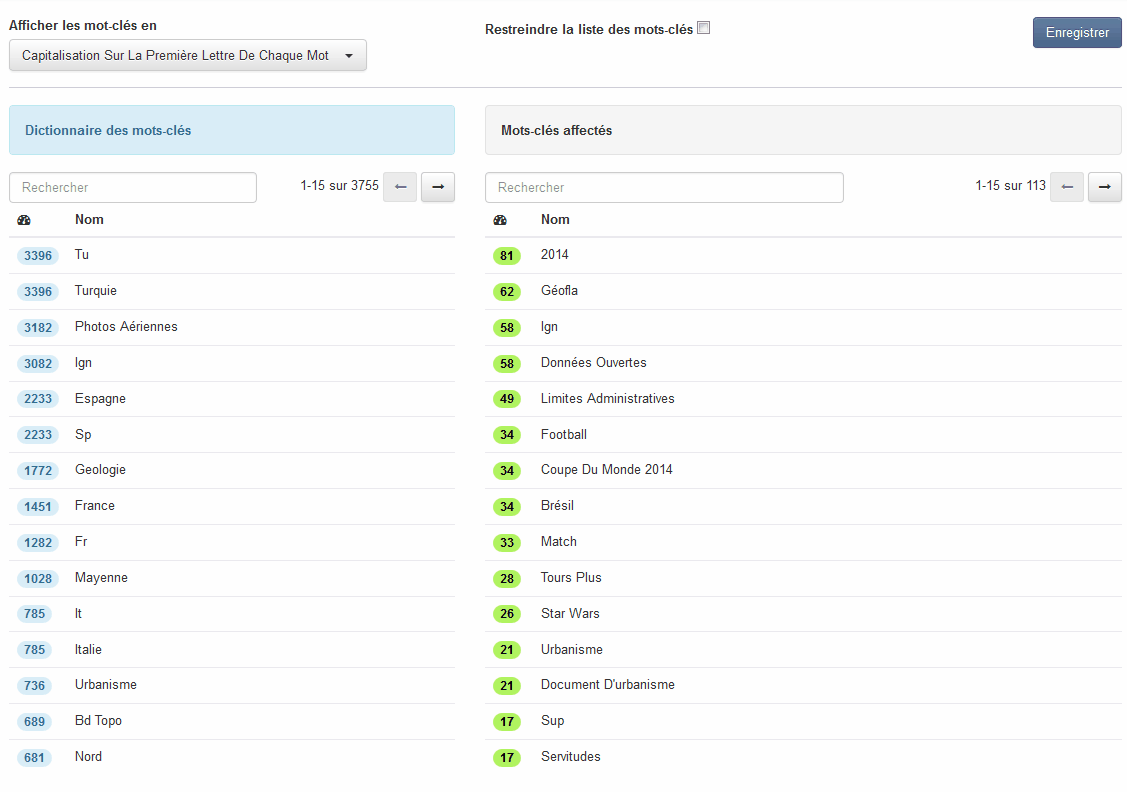 Afficher les mot-clés en
Restreindre la liste des mots-clés
Enregistrer
Capitalisation Sur La Première Lettre De Chaque Mot
Dictionnaire des mots-clés
Rechercher
1-15 sur 3755 ← →
Nom
3396 Tu
3396 Turquie
3182 Photos Aériennes
3082 Ign
2233 Espagne
2233 Sp
1772 Geologie
1451 France
1282 Fr
1028 Mayenne
785 It
785 Italie
736 Urbanisme
689 Bd Topo
681 Nord
Mots-clés affectés
Rechercher
1-15 sur 113 ← →
Nom
81 2014
62 Géofla
58 Ign
58 Données Ouvertes
49 Limites Administratives
34 Football
34 Coupe Du Monde 2014
34 Brésil
33 Match
28 Tours Plus
26 Star Wars
21 Urbanisme
21 Document D'urbanisme
17 Sup
17 Servitudes